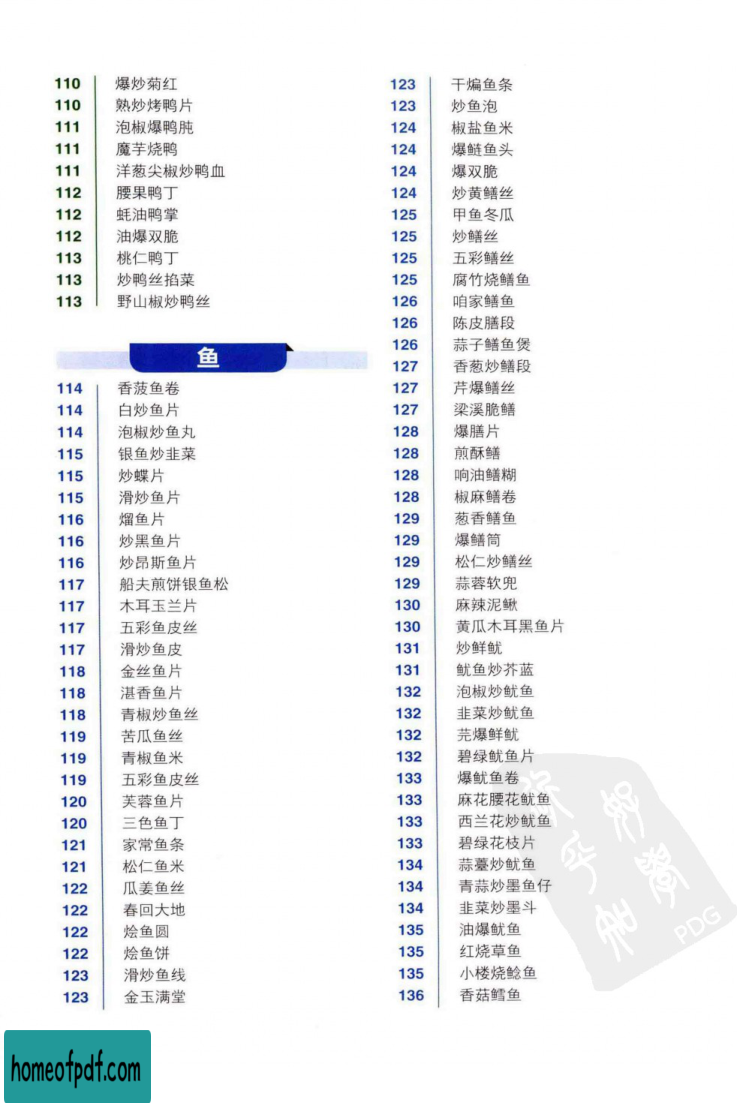 110 爆炒菊红
110 熟炒烤鸭片
111 泡椒爆鸭肫
111 魔芋烧鸭
111 洋葱尖椒炒鸭血
112 腰果鸭丁
112 蚝油鸭掌
112 油爆双脆
113 桃仁鸭丁
113 炒鸭丝掐菜
113 野山椒炒鸭丝
鱼
114 香菠鱼卷
114 白炒鱼片
114 泡椒炒鱼丸
115 银鱼炒韭菜
115 炒蝶片
115 滑炒鱼片
116 熘鱼片
116 炒黑鱼片
116 炒昂斯鱼片
117 船夫煎饼银鱼松
117 木耳玉兰片
117 五彩鱼皮丝
117 滑炒鱼皮
118 金丝鱼片
118 湛香鱼片
118 青椒炒鱼丝
119 苦瓜鱼丝
119 青椒鱼米
119 五彩鱼皮丝
120 芙蓉鱼片
120 三色鱼丁
121 家常鱼条
121 松仁鱼米
122 瓜姜鱼丝
122 春回大地
122 烩鱼圆
122 烩鱼饼
123 滑炒鱼线
123 金玉满堂
123 干煸鱼条
123 炒鱼泡
124 椒盐鱼米
124 爆鲢鱼头
124 爆双脆
124 炒黄鳝丝
125 甲鱼冬瓜
125 炒鳝丝
125 五彩鳝丝
125 腐竹烧鳝鱼
126 咱家鳝鱼
126 陈皮膳段
126 蒜子鳝鱼煲
127 香葱炒鳝段
127 芹爆鳝丝
127 梁溪脆鳝
128 爆膳片
128 煎酥鳝
128 响油鳝糊
128 椒麻鳝卷
129 葱香鳝鱼
129 爆鳝筒
129 松仁炒鳝丝
129 蒜蓉软兜
130 麻辣泥鳅
130 黄瓜木耳黑鱼片
131 炒鲜鱿
131 鱿鱼炒芥蓝
132 泡椒炒鱿鱼
132 韭菜炒鱿鱼
132 芫爆鲜鱿
132 碧绿鱿鱼片
133 爆鱿鱼卷
133 麻花腰花鱿鱼
133 西兰花炒鱿鱼
133 碧绿花枝片
134 蒜薹炒鱿鱼
134 青蒜炒墨鱼仔
134 韭菜炒墨斗
135 油爆鱿鱼
135 红烧草鱼
135 小楼烧鲶鱼
136 香菇鳕鱼
PDG
homeofpdf.com